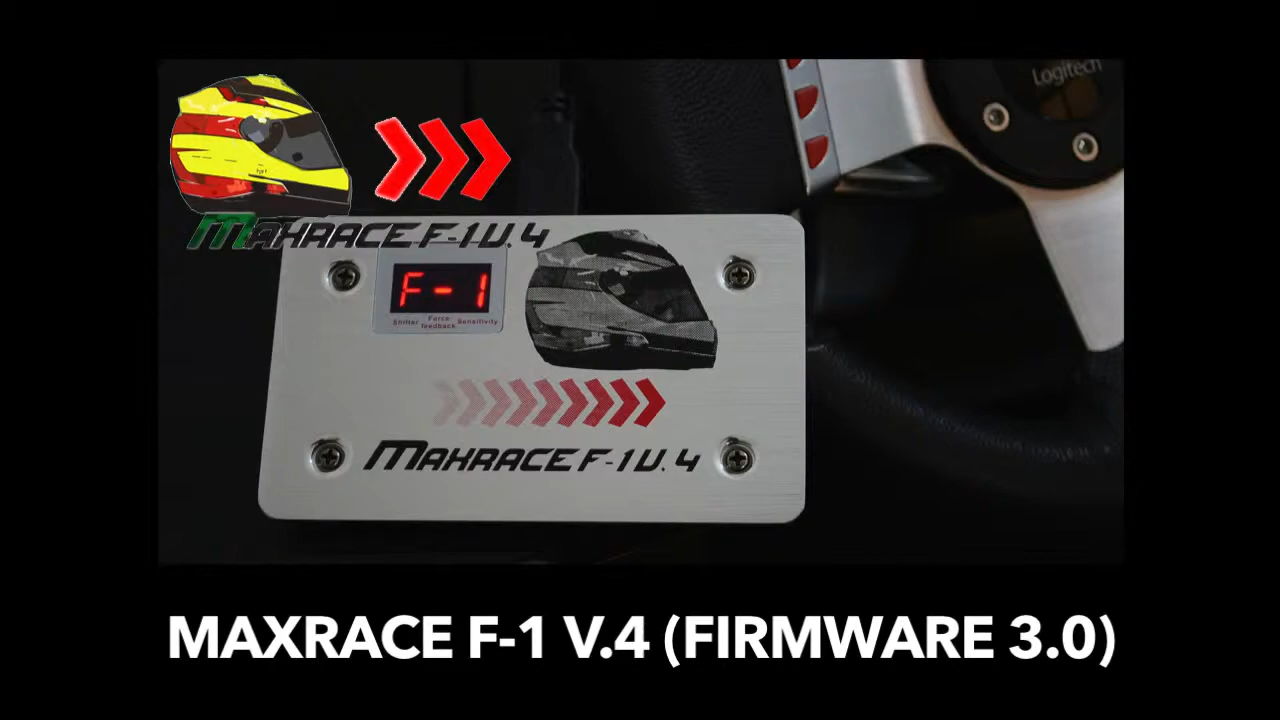 Logitech
MAXRACE F-1 V.4
F-1
Shifter Force feedback Sensitivity
MAXRACE F-1 V.4
MAXRACE F-1 V.4 (FIRMWARE 3.0)